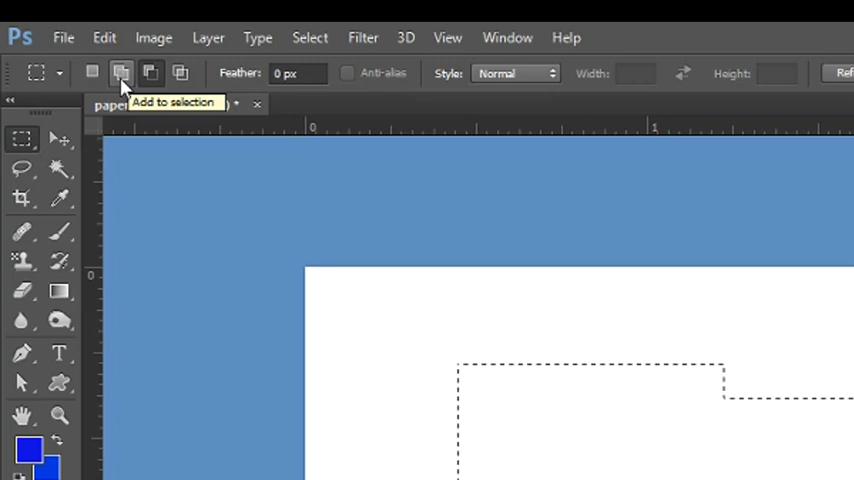 Ps File Edit Image Layer Type Select Filter 3D View Window Help
Feather: 0 px Anti-alias Style: Normal Width: Height: Ref
Add to selection
paper ) * ×
0 1
0
T